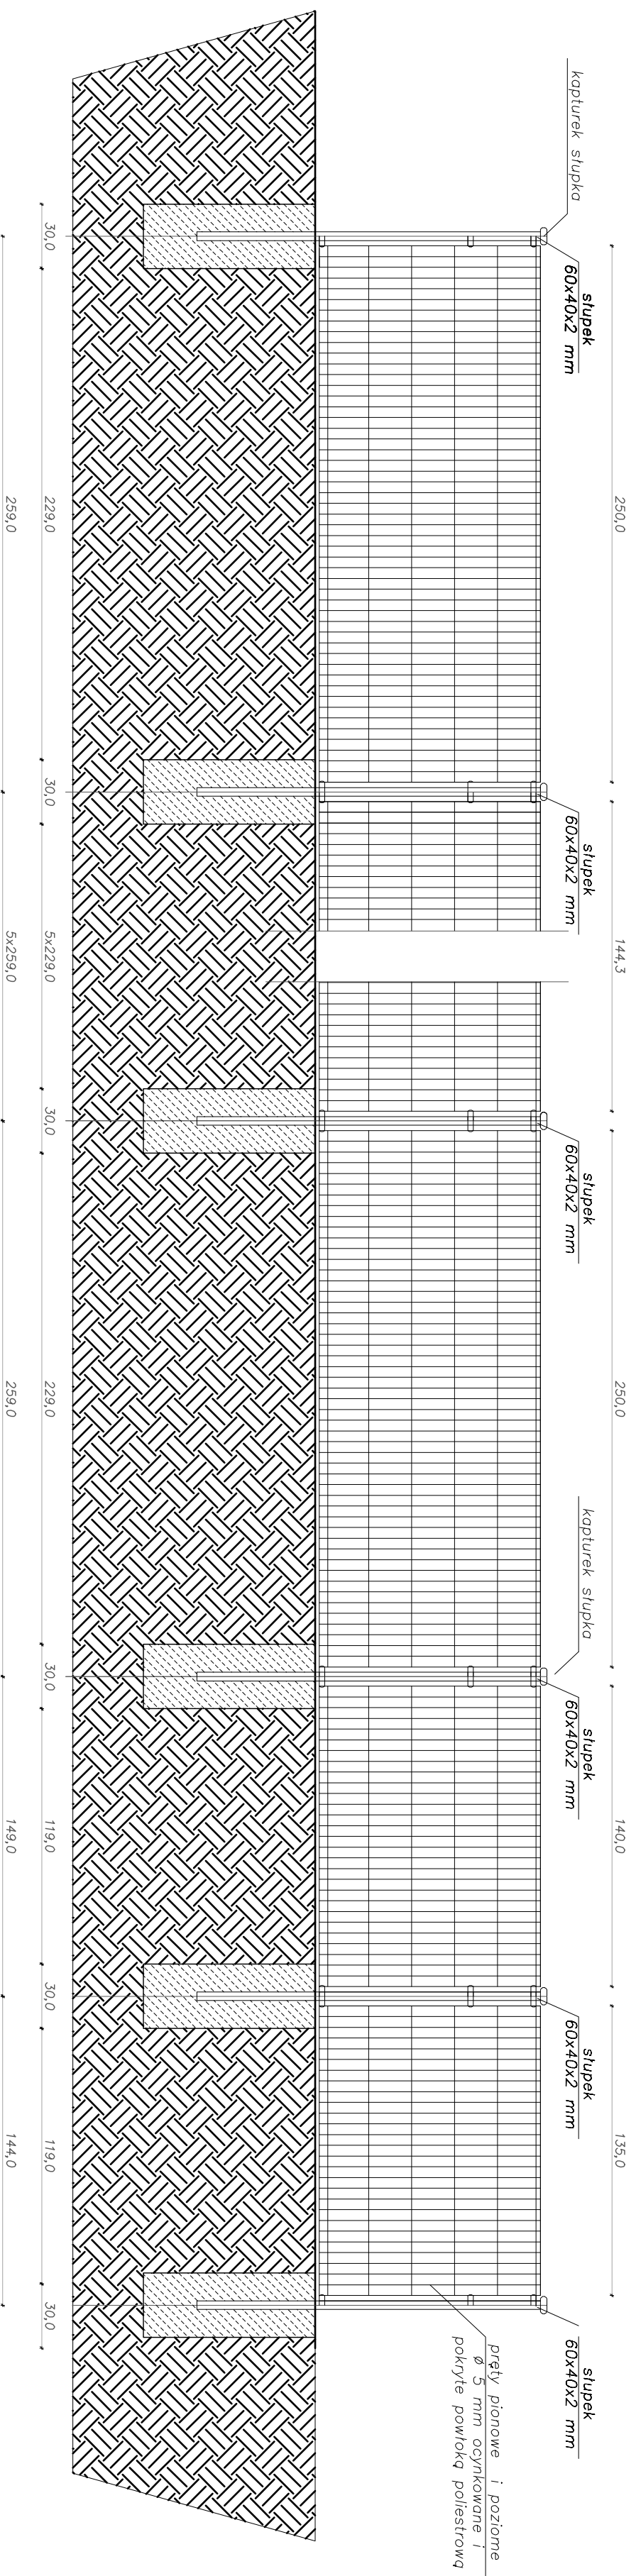 250,0
144,3
250,0
140,0
135,0
kapturek słupka
słupek
60x40x2 mm
słupek
60x40x2 mm
słupek
60x40x2 mm
kapturek słupka
słupek
60x40x2 mm
słupek
60x40x2 mm
słupek
60x40x2 mm
pręty pionowe i poziome
ø 5 mm ocynkowane i
pokryte powłoką poliestrową
30,0
229,0
30,0
5x229,0
30,0
229,0
30,0
119,0
30,0
119,0
30,0
259,0
5x259,0
259,0
149,0
144,0